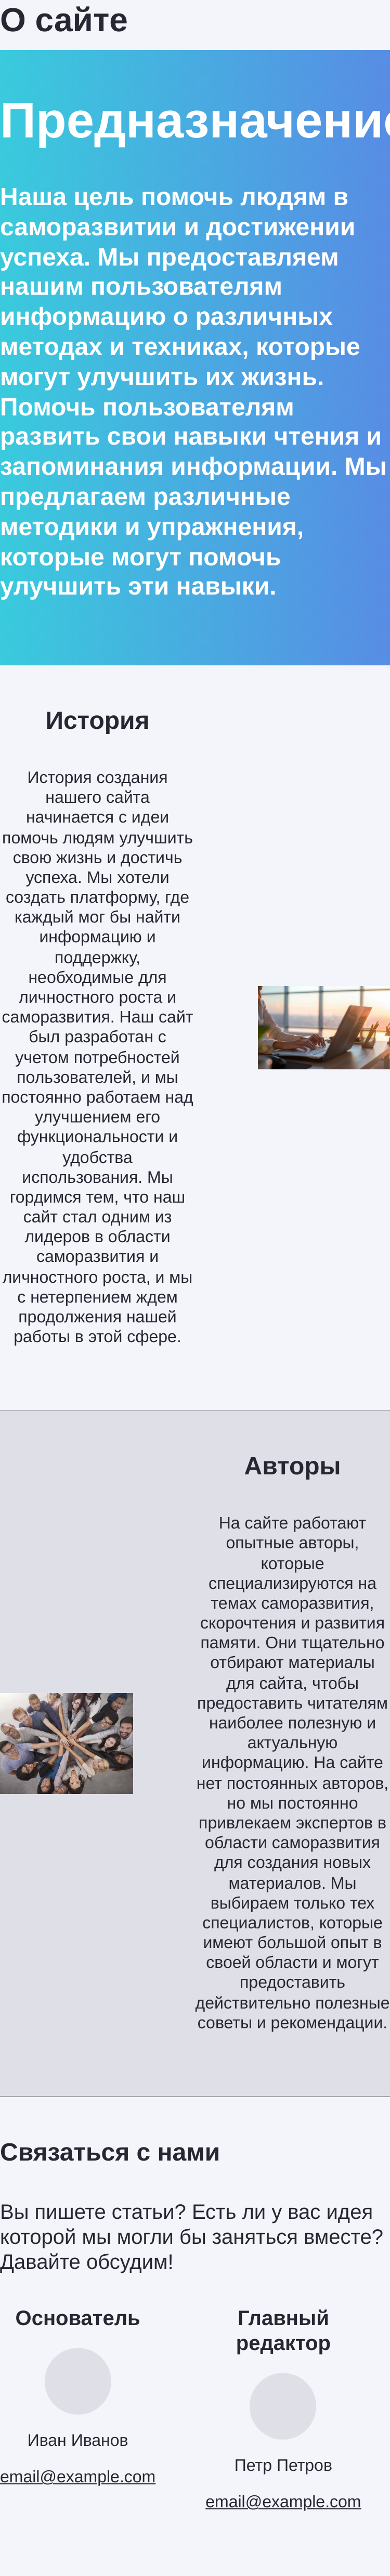 О сайте
Предназначение
Наша цель помочь людям в
саморазвитии и достижении
успеха. Мы предоставляем
нашим пользователям
информацию о различных
методах и техниках, которые
могут улучшить их жизнь.
Помочь пользователям
развить свои навыки чтения и
запоминания информации. Мы
предлагаем различные
методики и упражнения,
которые могут помочь
улучшить эти навыки.
История
История создания
нашего сайта
начинается с идеи
помочь людям улучшить
свою жизнь и достичь
успеха. Мы хотели
создать платформу, где
каждый мог бы найти
информацию и
поддержку,
необходимые для
личностного роста и
саморазвития. Наш сайт
был разработан с
учетом потребностей
пользователей, и мы
постоянно работаем над
улучшением его
функциональности и
удобства
использования. Мы
гордимся тем, что наш
сайт стал одним из
лидеров в области
саморазвития и
личностного роста, и мы
с нетерпением ждем
продолжения нашей
работы в этой сфере.
Авторы
На сайте работают
опытные авторы,
которые
специализируются на
темах саморазвития,
скорочтения и развития
памяти. Они тщательно
отбирают материалы
для сайта, чтобы
предоставить читателям
наиболее полезную и
актуальную
информацию. На сайте
нет постоянных авторов,
но мы постоянно
привлекаем экспертов в
области саморазвития
для создания новых
материалов. Мы
выбираем только тех
специалистов, которые
имеют большой опыт в
своей области и могут
предоставить
действительно полезные
советы и рекомендации.
Связаться с нами
Вы пишете статьи? Есть ли у вас идея
которой мы могли бы заняться вместе?
Давайте обсудим!
Основатель
Иван Иванов
email@example.com
Главный
редактор
Петр Петров
email@example.com